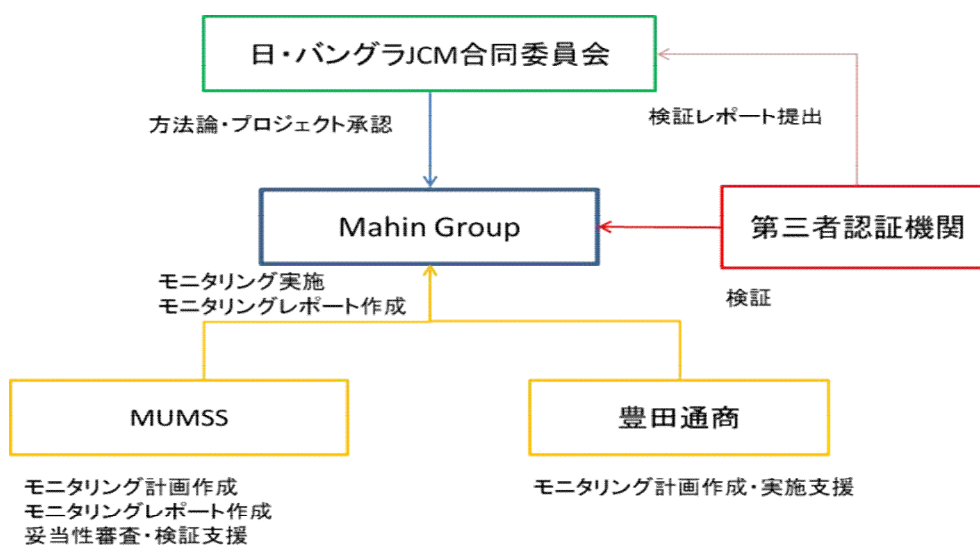 日・バングラJCM合同委員会
方法論・プロジェクト承認
検証レポート提出
Mahin Group
第三者認証機関
モニタリング実施
モニタリングレポート作成
検証
MUMSS
豊田通商
モニタリング計画作成
モニタリングレポート作成
妥当性審査・検証支援
モニタリング計画作成・実施支援